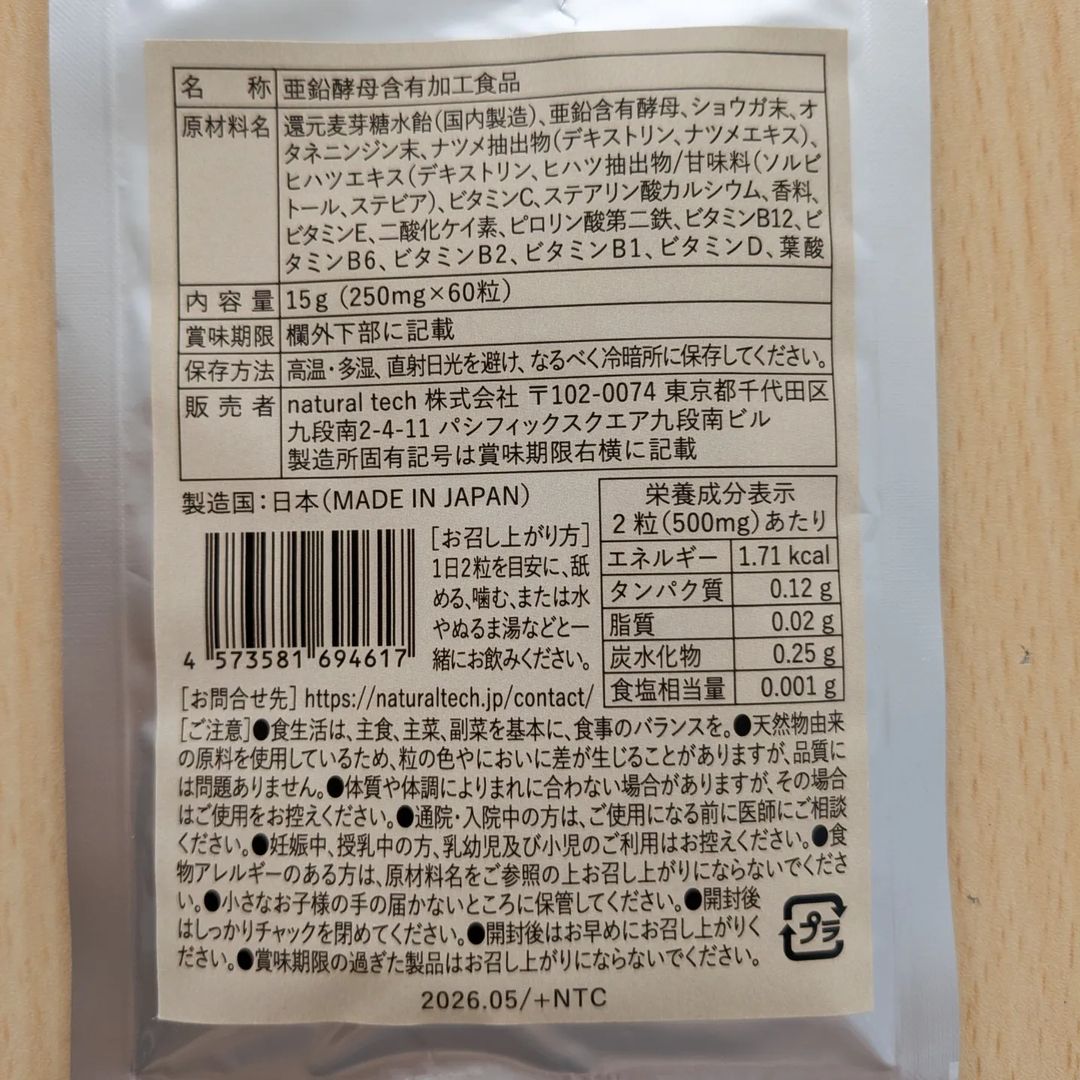 名 称 亜鉛酵母含有加工食品
原材料名 還元麦芽糖水飴(国内製造)、亜鉛含有酵母、ショウガ末、オ
タネニンジン末、ナツメ抽出物(デキストリン、ナツメエキス)、
ヒハツエキス(デキストリン、ヒハツ抽出物/甘味料(ソルビ
トール、ステビア)、ビタミンC、ステアリン酸カルシウム、香料、
ビタミンE、二酸化ケイ素、ピロリン酸第二鉄、ビタミンB12、ビ
タミンB6、ビタミンB2、ビタミンB1、ビタミンD、葉酸
内容量 15g (250mg×60粒)
賞味期限 欄外下部に記載
保存方法 高温・多湿、直射日光を避け、なるべく冷暗所に保存してください。
販売者 natural tech 株式会社 〒102-0074 東京都千代田区
九段南2-4-11 パシフィックスクエア九段南ビル
製造所固有記号は賞味期限右横に記載
製造国：日本(MADE IN JAPAN)
[お召し上がり方]
1日2粒を目安に、舐
める、噛む、または水
やぬるま湯などと一
緒にお飲みください。
4 573581 694617
栄養成分表示
2粒(500mg)あたり
エネルギー 1.71 kcal
タンパク質 0.12 g
脂質 0.02 g
炭水化物 0.25 g
食塩相当量 0.001 g
[お問合せ先] https://naturaltech.jp/contact/
[ご注意]●食生活は、主食、主菜、副菜を基本に、食事のバランスを。●天然物由来
の原料を使用しているため、粒の色やにおいに差が生じることがありますが、品質に
は問題ありません。●体質や体調によりまれに合わない場合がありますが、その場合
はご使用をお控えください。●通院・入院中の方は、ご使用になる前に医師にご相談
ください。●妊娠中、授乳中の方、乳幼児及び小児のご利用はお控えください。●食
物アレルギーのある方は、原材料名をご参照の上お召し上がりにならないでくださ
い。●小さなお子様の手の届かないところに保管してください。●開封後
はしっかりチャックを閉めてください。●開封後はお早めにお召し上がりく
ださい。●賞味期限の過ぎた製品はお召し上がりにならないでください。
プラ
2026.05/+NTC